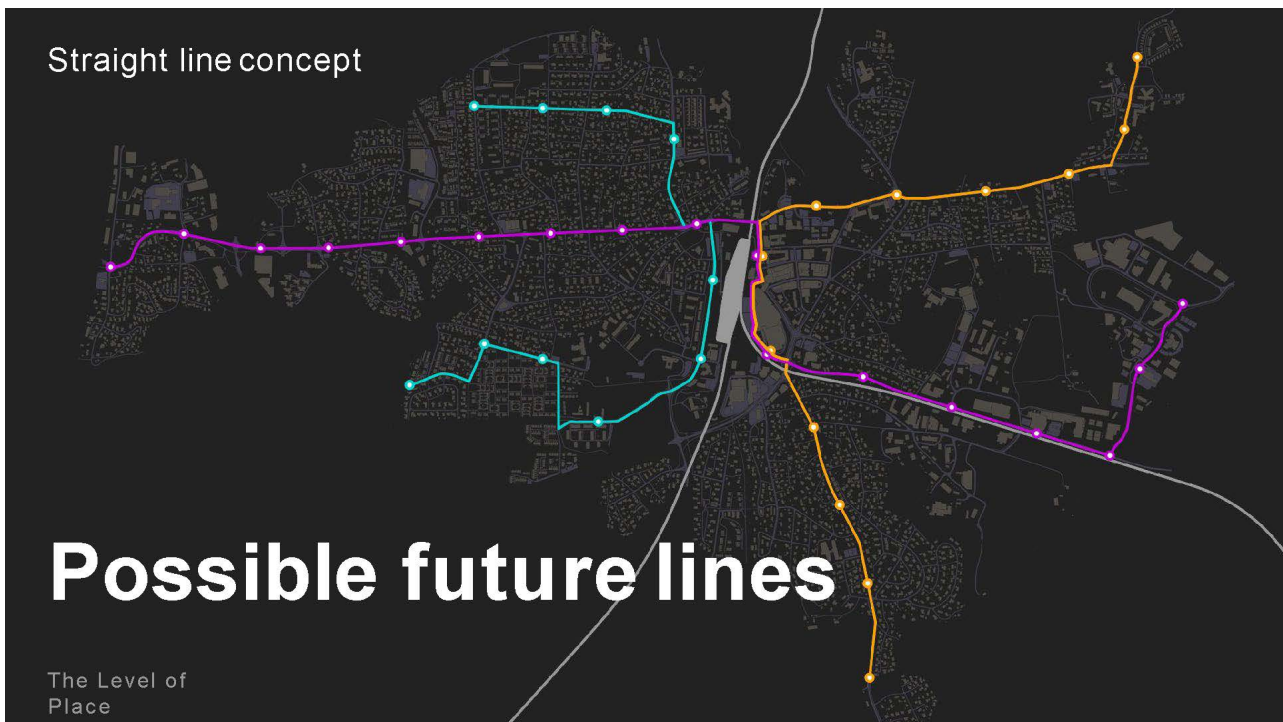 Straight line concept
Possible future lines
The Level of
Place